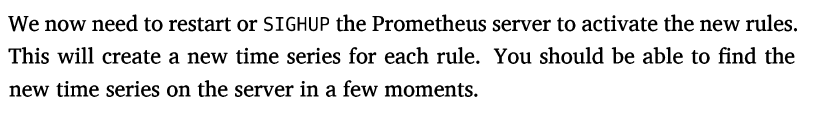 We now need to restart or SIGHUP the Prometheus server to activate the new rules.
This will create a new time series for each rule. You should be able to find the
new time series on the server in a few moments.